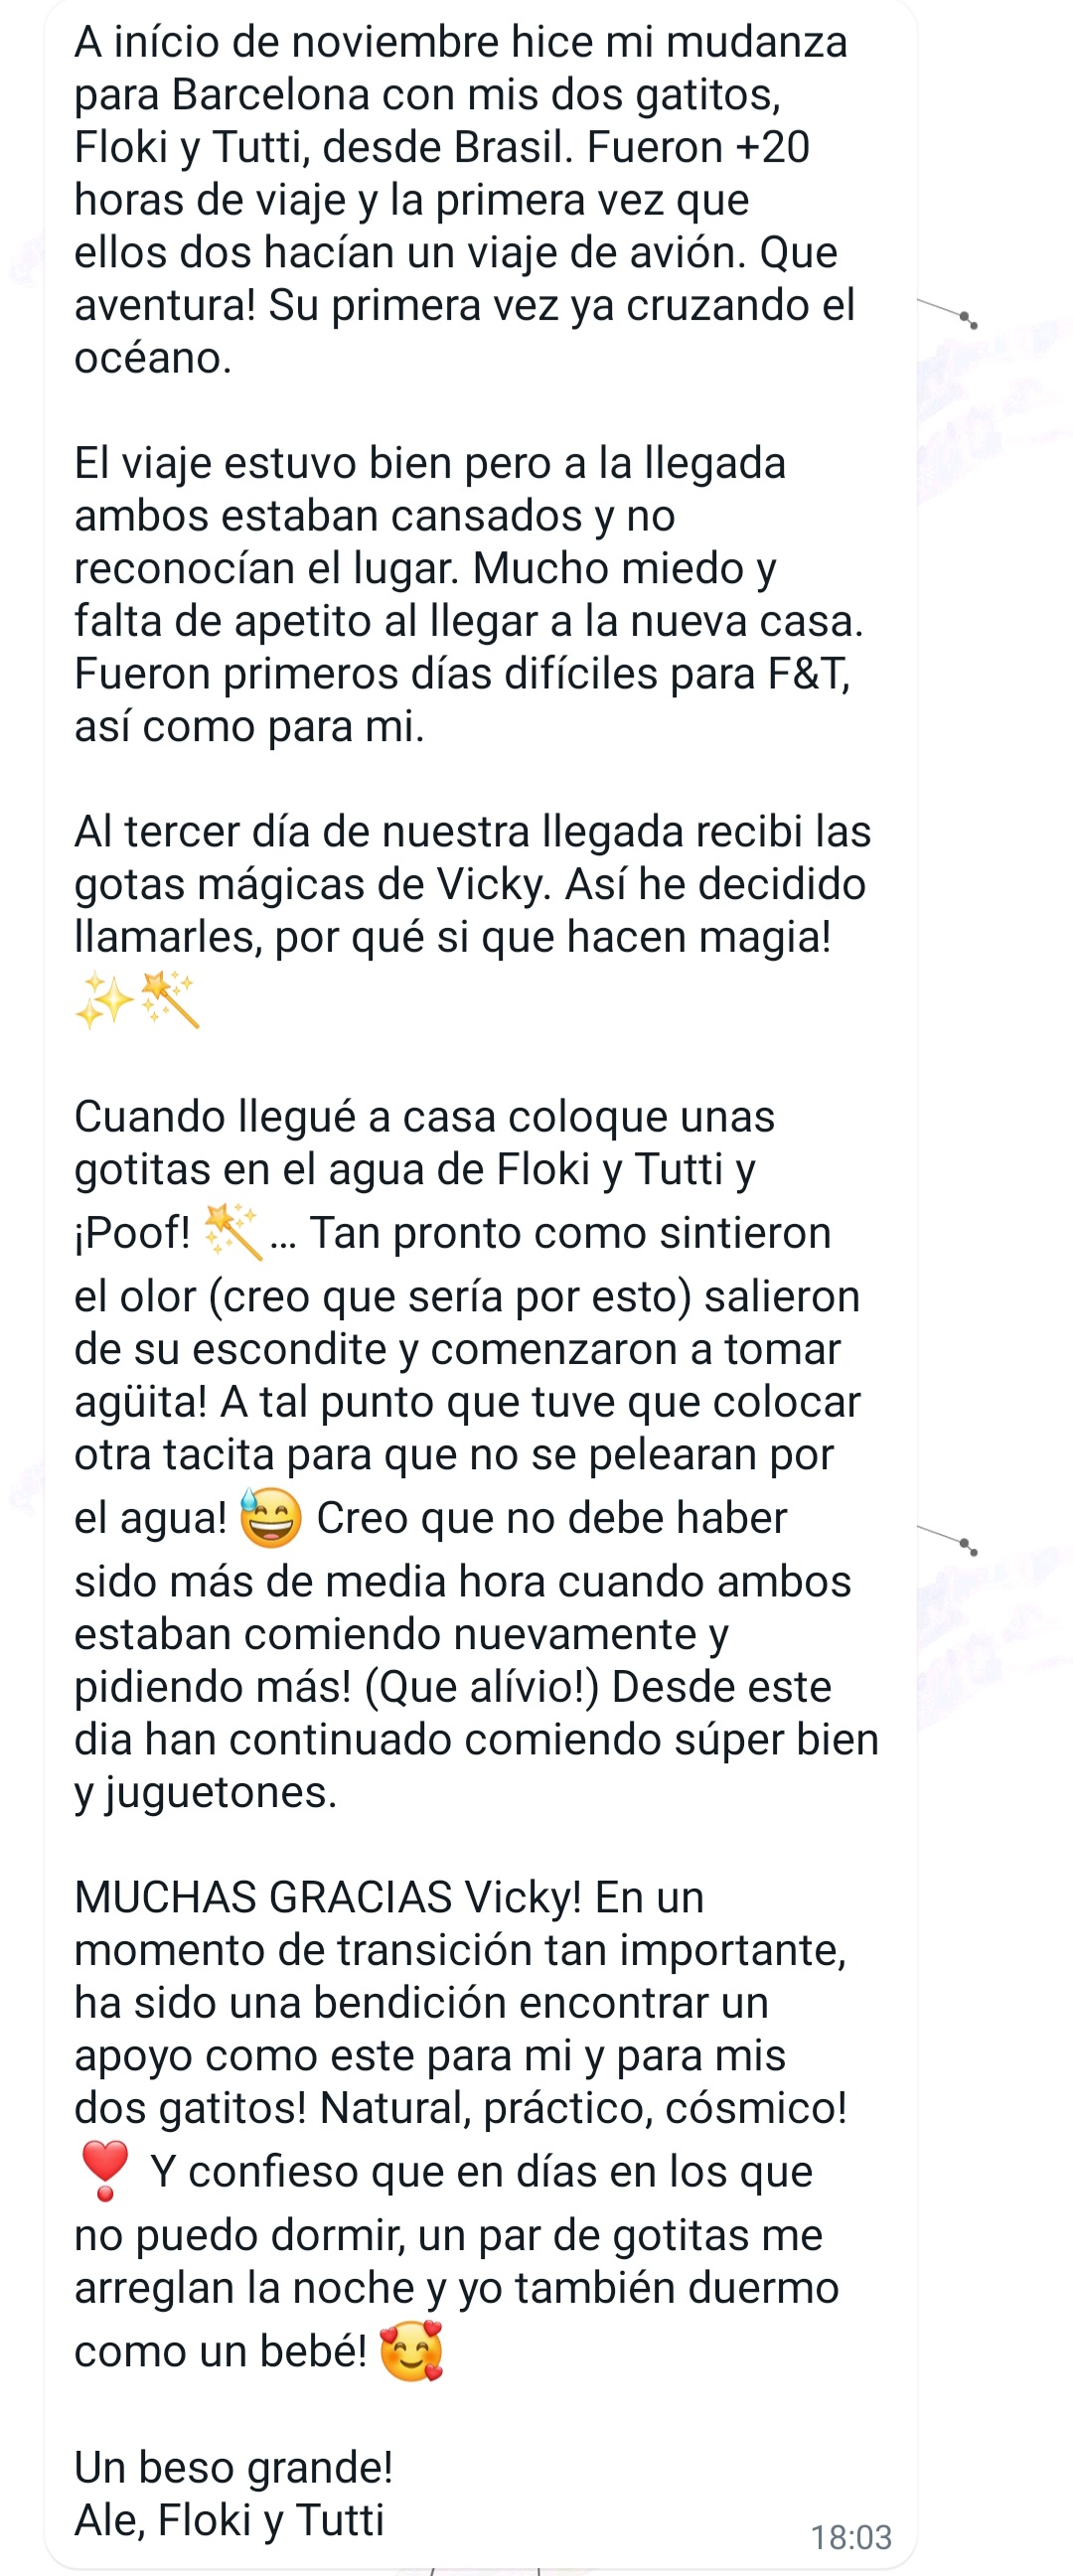 A início de noviembre hice mi mudanza
para Barcelona con mis dos gatitos,
Floki y Tutti, desde Brasil. Fueron +20
horas de viaje y la primera vez que
ellos dos hacían un viaje de avión. Que
aventura! Su primera vez ya cruzando el
océano.

El viaje estuvo bien pero a la llegada
ambos estaban cansados y no
reconocían el lugar. Mucho miedo y
falta de apetito al llegar a la nueva casa.
Fueron primeros días difíciles para F&T,
así como para mi.

Al tercer día de nuestra llegada recibi las
gotas mágicas de Vicky. Así he decidido
llamarles, por qué si que hacen magia!
✨🪄

Cuando llegué a casa coloque unas
gotitas en el agua de Floki y Tutti y
¡Poof! 🪄... Tan pronto como sintieron
el olor (creo que sería por esto) salieron
de su escondite y comenzaron a tomar
agüita! A tal punto que tuve que colocar
otra tacita para que no se pelearan por
el agua! 😅 Creo que no debe haber
sido más de media hora cuando ambos
estaban comiendo nuevamente y
pidiendo más! (Que alívio!) Desde este
dia han continuado comiendo súper bien
y juguetones.

MUCHAS GRACIAS Vicky! En un
momento de transición tan importante,
ha sido una bendición encontrar un
apoyo como este para mi y para mis
dos gatitos! Natural, práctico, cósmico!
❣️ Y confieso que en días en los que
no puedo dormir, un par de gotitas me
arreglan la noche y yo también duermo
como un bebé! 🥰

Un beso grande!
Ale, Floki y Tutti
18:03